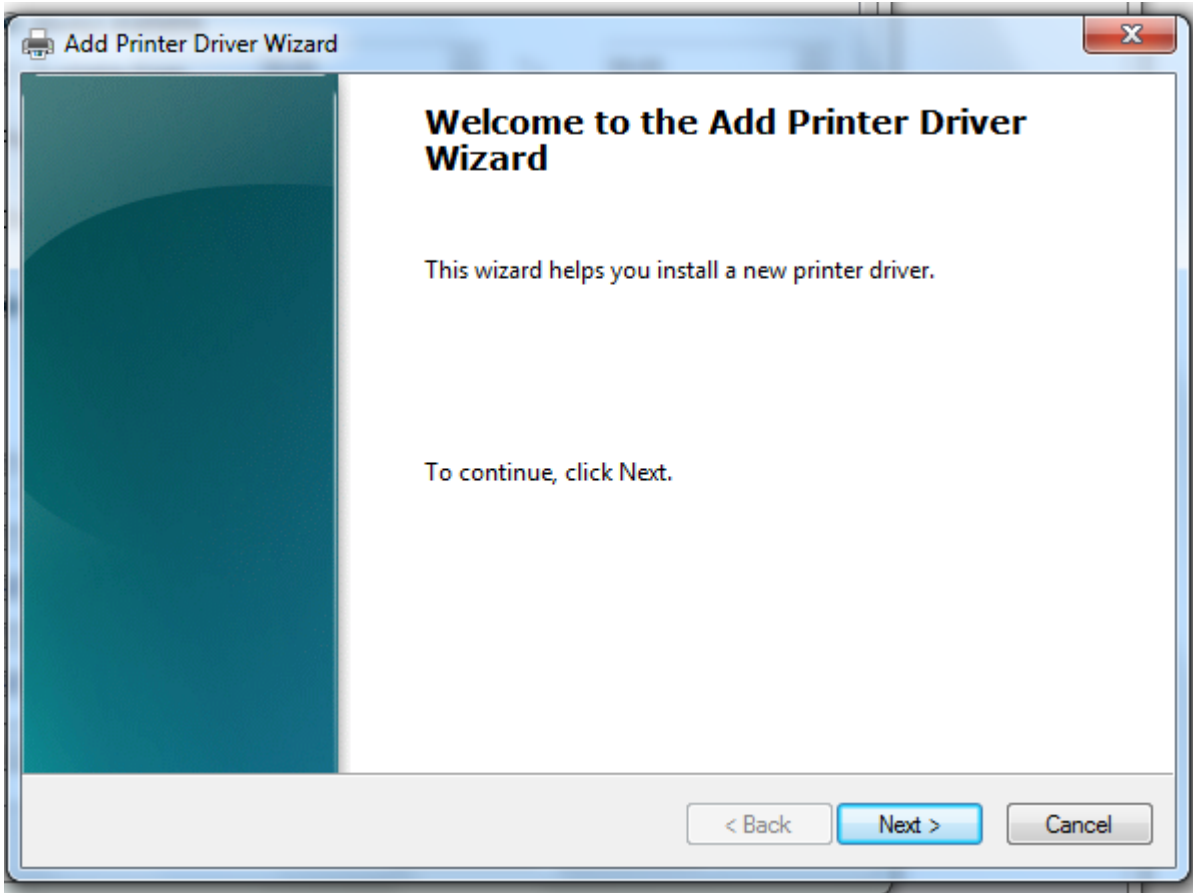 Add Printer Driver Wizard
X
Welcome to the Add Printer Driver
Wizard
This wizard helps you install a new printer driver.
To continue, click Next.
< Back
Next >
Cancel